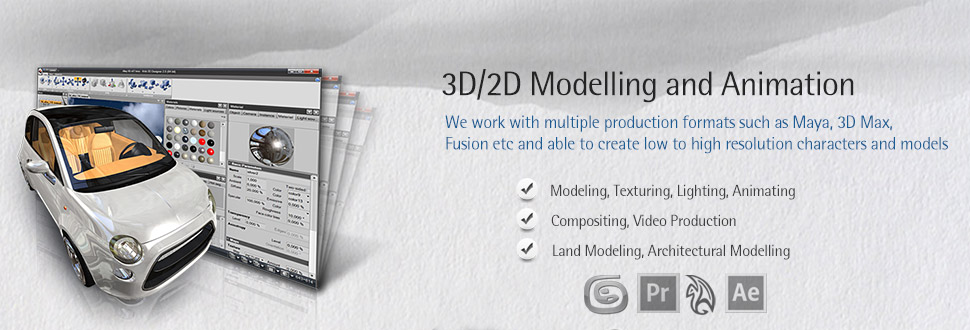 3D/2D Modelling and Animation
We work with multiple production formats such as Maya, 3D Max,
Fusion etc and able to create low to high resolution characters and models
Modeling, Texturing, Lighting, Animating
Compositing, Video Production
Land Modeling, Architectural Modelling
Pr
Ae